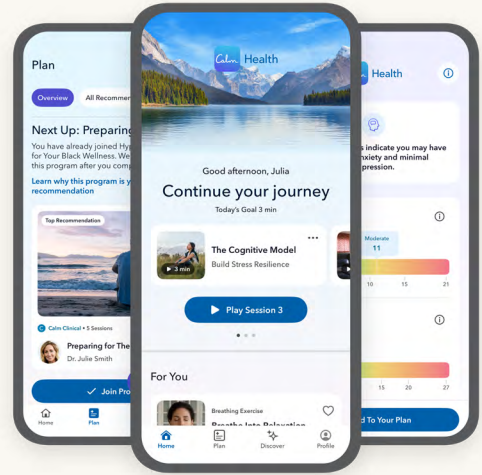 Plan
Overview
All Recommen
Next Up: Preparing
You have already joined Hyp
for Your Black Wellness. We
this program after you comp
Learn why this program is y
recommendation
Top Recommendation
Calm Clinical • 5 Sessions
Preparing for The
Dr. Julie Smith
Join Pro
Home
Plan
Calm Health
Good afternoon, Julia
Continue your journey
Today's Goal 3 min
3 min
The Cognitive Model
Build Stress Resilience
Play Session 3
For You
Breathing Exercise
Breathe Into Relaxation
Home
Plan
Discover
Profile
Health
s indicate you may have
nxiety and minimal
pression.
Moderate
11
10 15 21
15 20 27
d To Your Plan